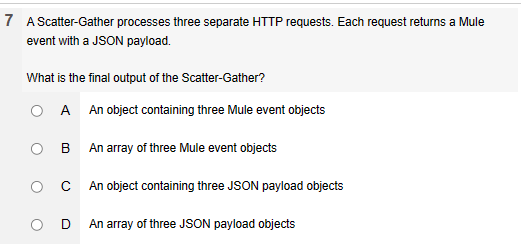 7 A Scatter-Gather processes three separate HTTP requests. Each request returns a Mule
event with a JSON payload.
What is the final output of the Scatter-Gather?
A An object containing three Mule event objects
B An array of three Mule event objects
C An object containing three JSON payload objects
D An array of three JSON payload objects